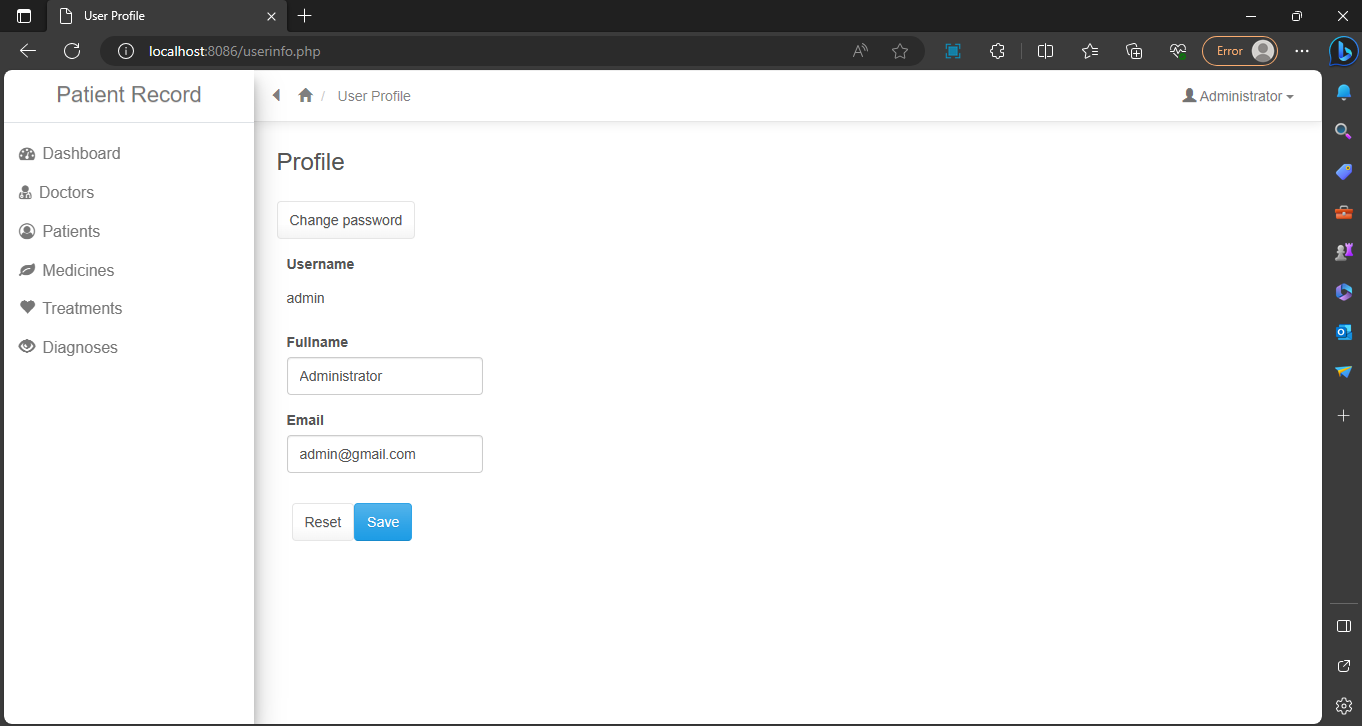 User Profile
localhost:8086/userinfo.php
A
Error
Patient Record
/ User Profile
Administrator
Dashboard
Doctors
Patients
Medicines
Treatments
Diagnoses
Profile
Change password
Username
admin
Fullname
Administrator
Email
admin@gmail.com
Reset Save